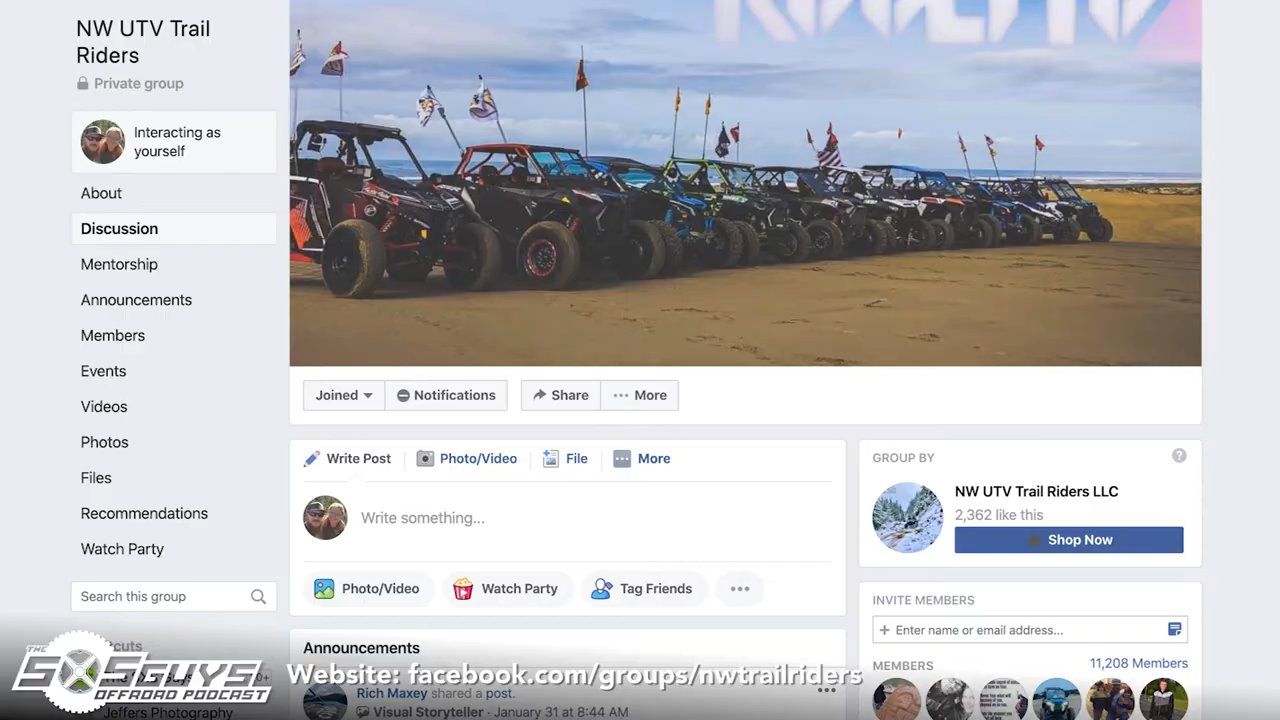 NW UTV Trail
Riders
Private group
Interacting as
yourself
About
Discussion
Mentorship
Announcements
Members
Events
Videos
Photos
Files
Recommendations
Watch Party
Search this group
Joined
Notifications
Share
More
Write Post
Photo/Video
File
More
Write something...
Photo/Video
Watch Party
Tag Friends
Announcements
Rich Maxey shared a post.
Visual Storyteller · January 31 at 8:44 AM
GROUP BY
NW UTV Trail Riders LLC
2,362 like this
Shop Now
INVITE MEMBERS
+ Enter name or email address...
MEMBERS
11,208 Members
THE
SXS GUYS
OFFROAD PODCAST
Jeffers Photography
Website: facebook.com/groups/nwtrailriders